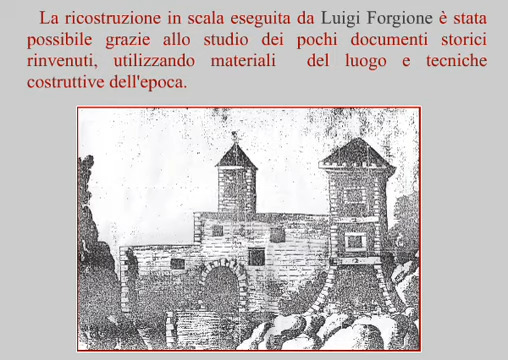 La ricostruzione in scala eseguita da Luigi Forgione è stata
possibile grazie allo studio dei pochi documenti storici
rinvenuti, utilizzando materiali del luogo e tecniche
costruttive dell'epoca.